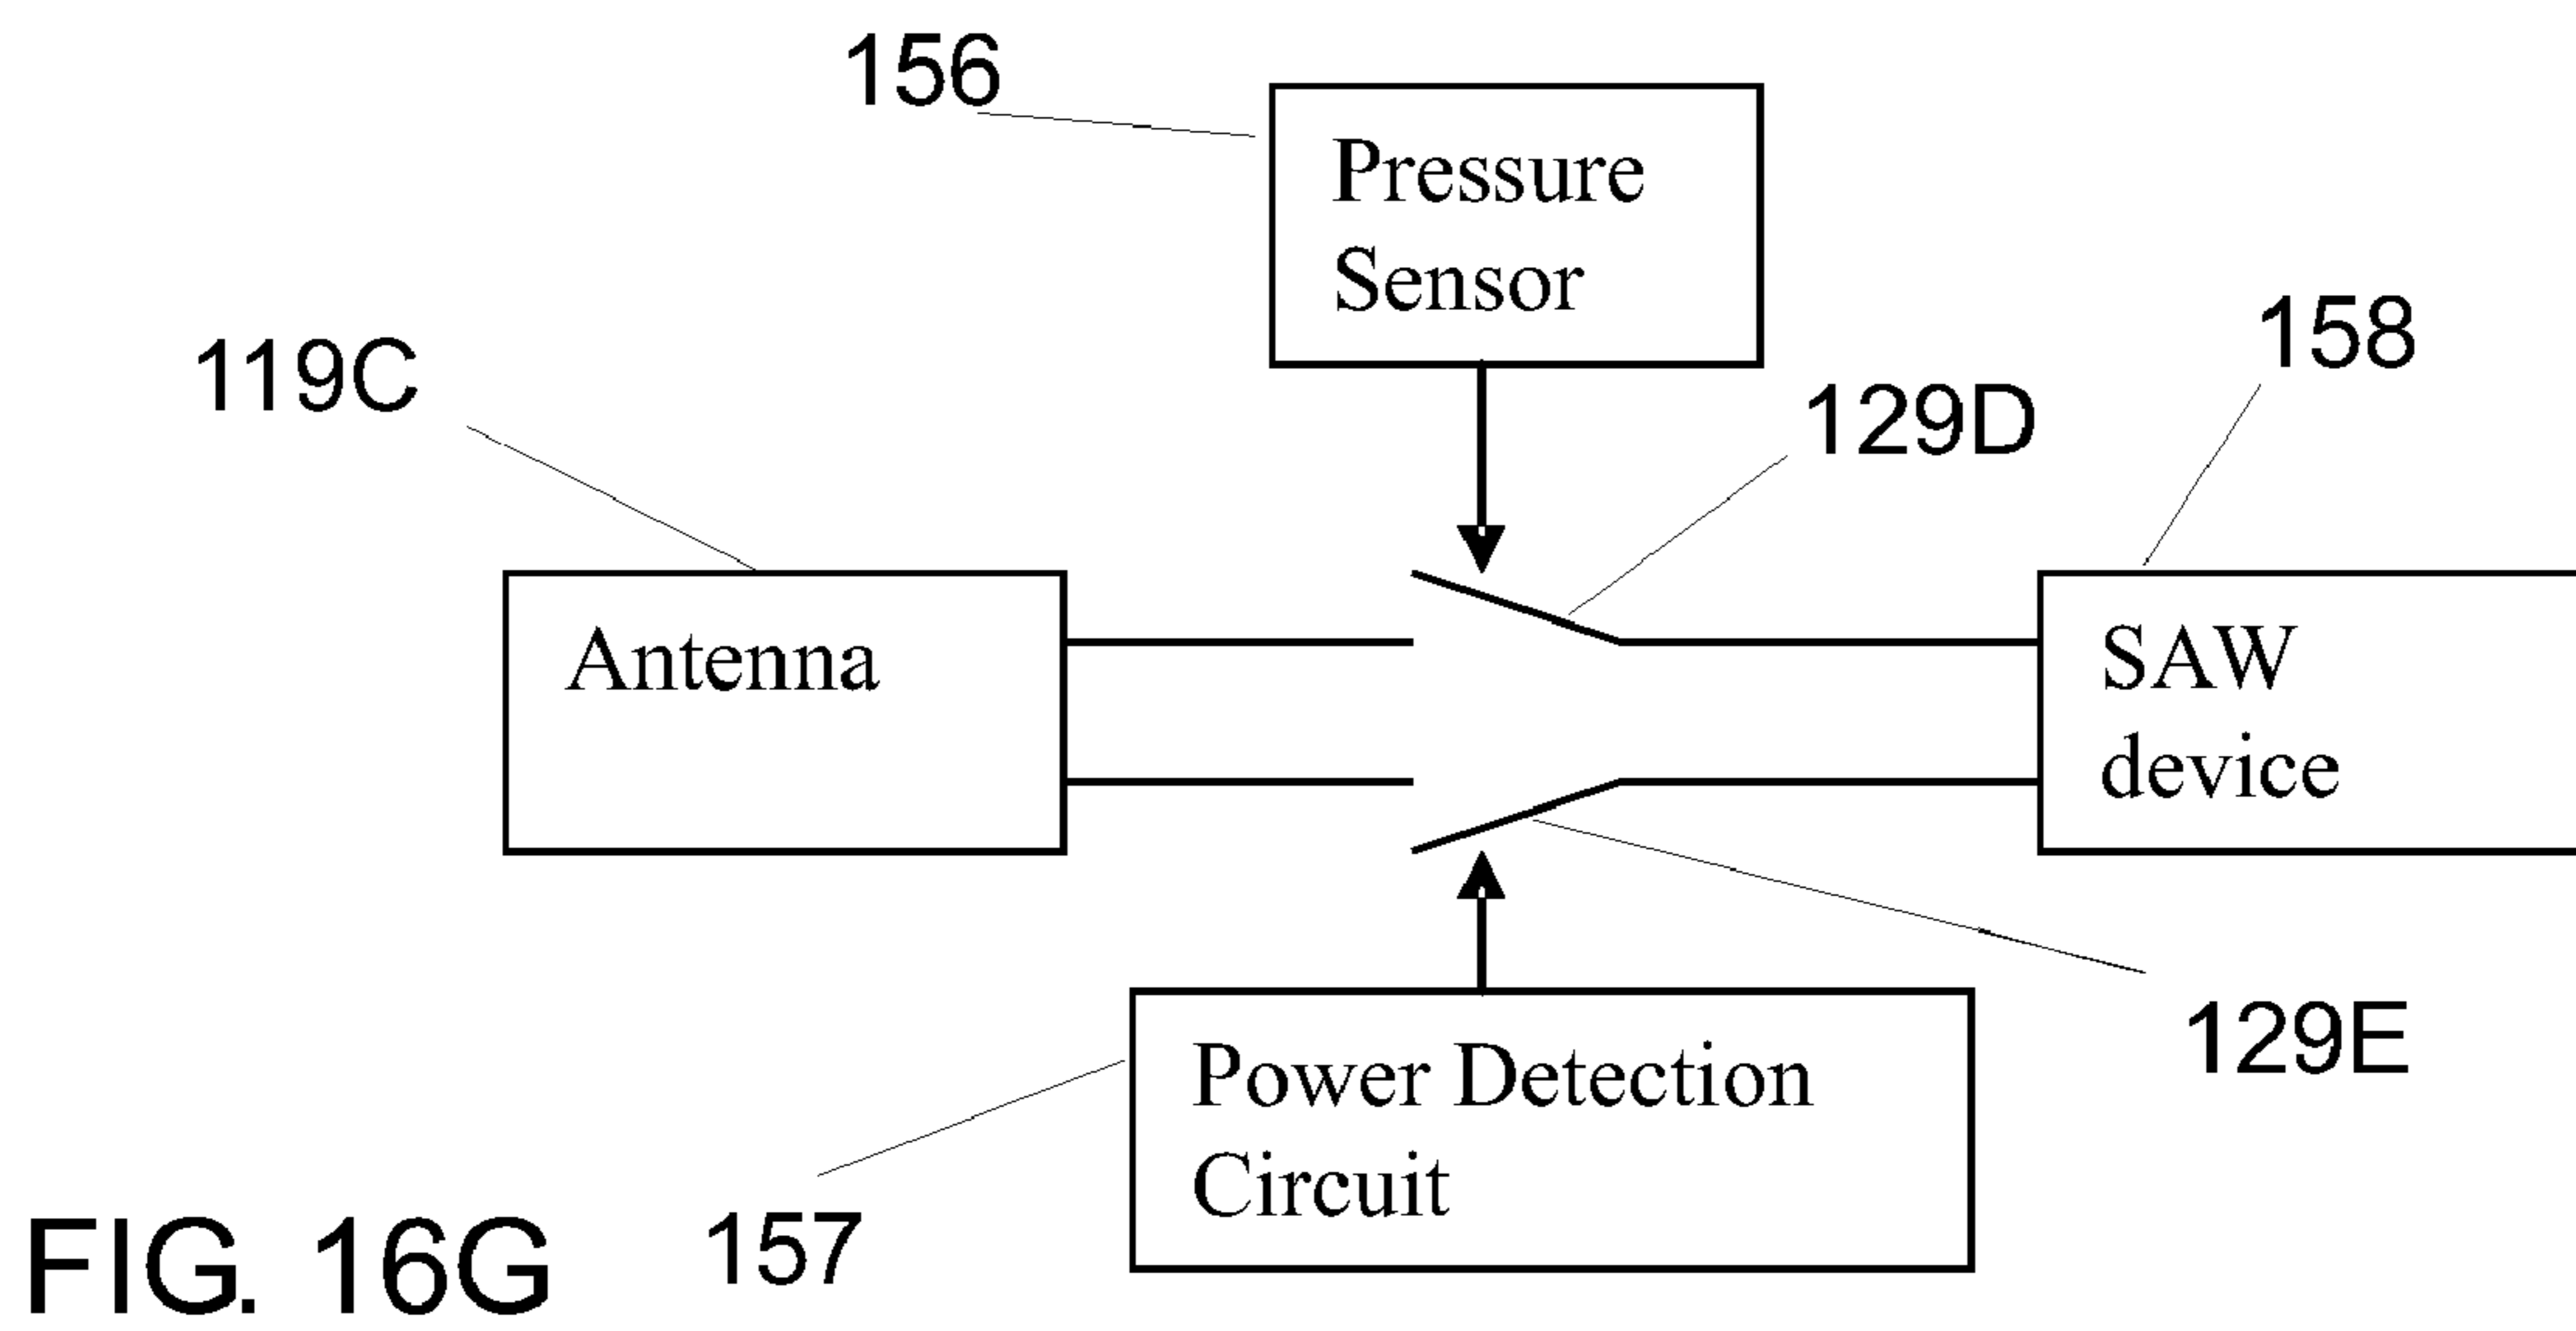 156
Pressure
Sensor
158
119C
129D
Antenna
SAW
device
129E
Power Detection
Circuit
157
FIG. 16G